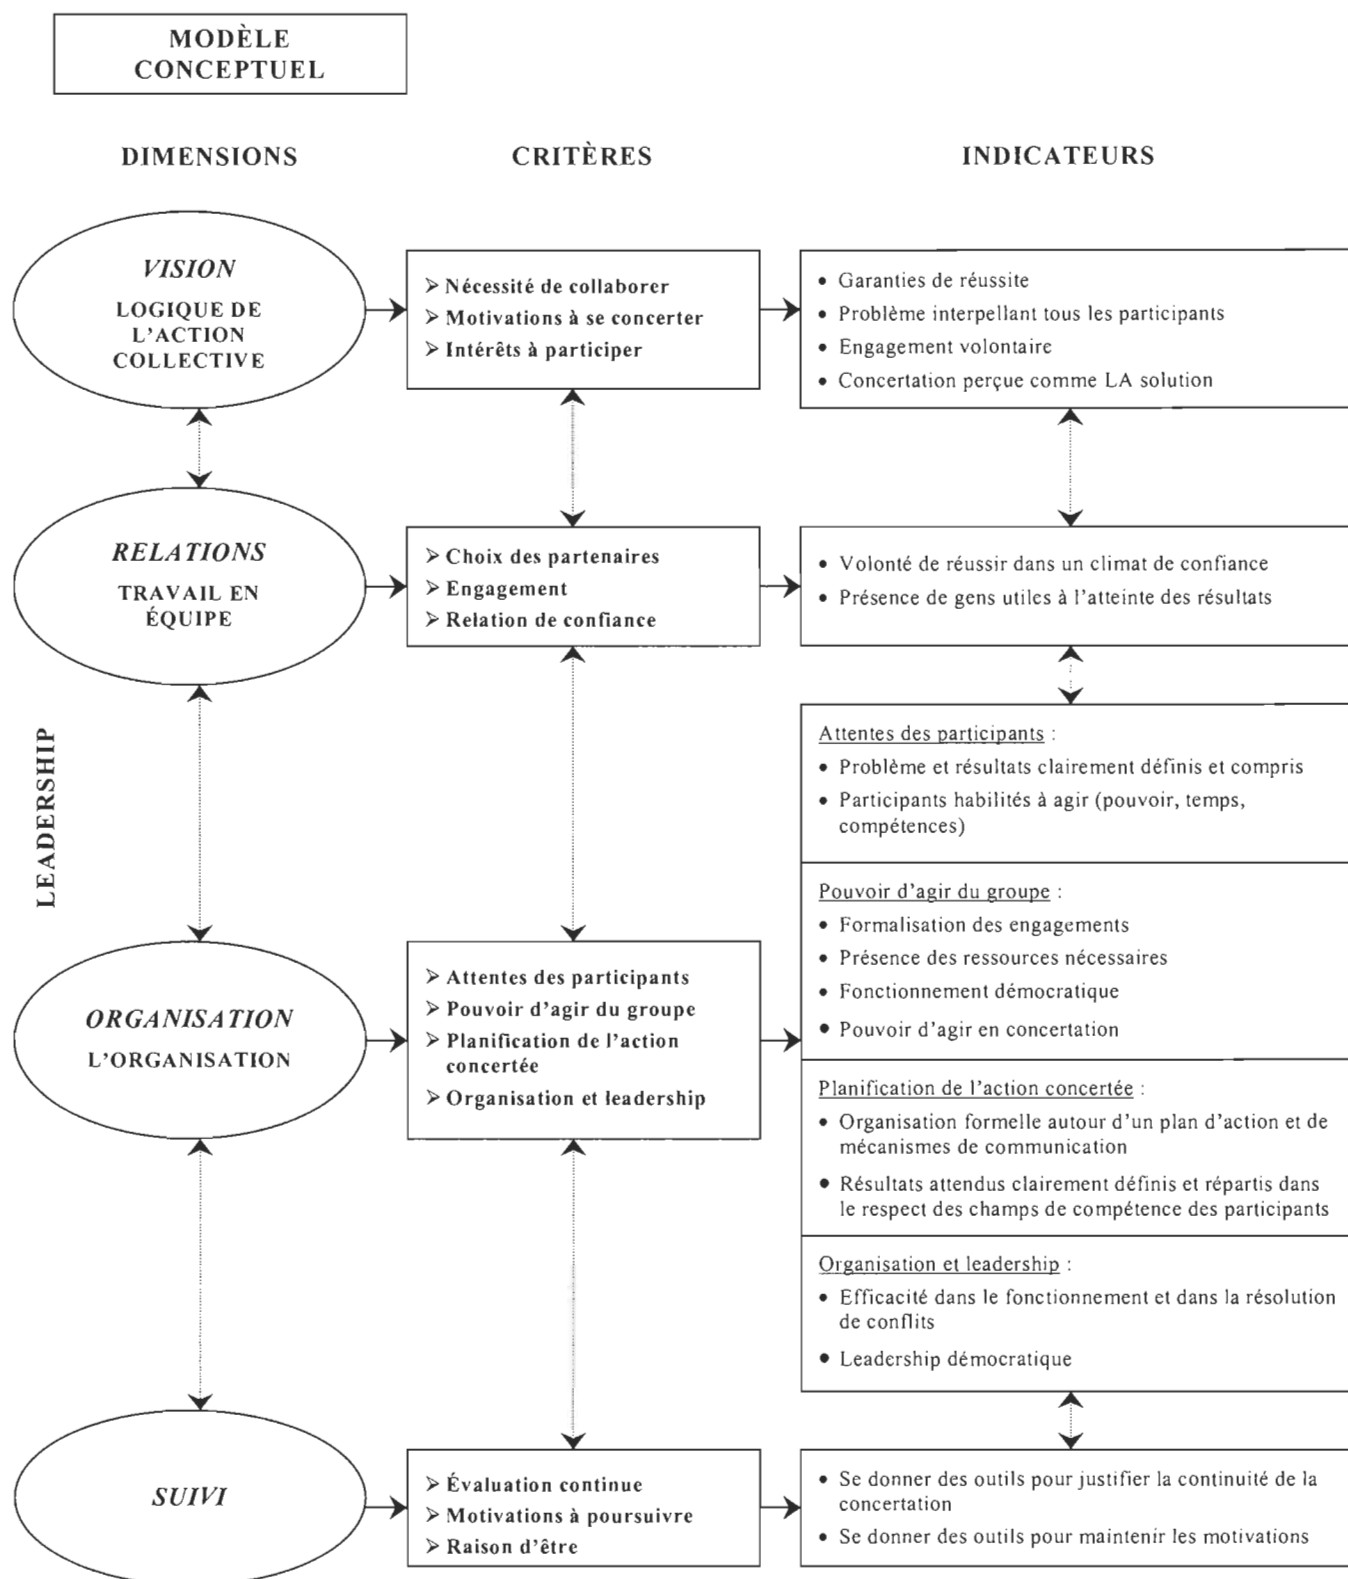 MODÈLE
CONCEPTUEL
DIMENSIONS
CRITÈRES
INDICATEURS
VISION
LOGIQUE DE
L'ACTION
COLLECTIVE
➢ Nécessité de collaborer
➢ Motivations à se concerter
➢ Intérêts à participer
• Garanties de réussite
• Problème interpellant tous les participants
• Engagement volontaire
• Concertation perçue comme LA solution
RELATIONS
TRAVAIL EN
ÉQUIPE
➢ Choix des partenaires
➢ Engagement
➢ Relation de confiance
• Volonté de réussir dans un climat de confiance
• Présence de gens utiles à l'atteinte des résultats
LEADERSHIP
ORGANISATION
L'ORGANISATION
➢ Attentes des participants
➢ Pouvoir d'agir du groupe
➢ Planification de l'action
concertée
➢ Organisation et leadership
Attentes des participants :
• Problème et résultats clairement définis et compris
• Participants habilités à agir (pouvoir, temps,
compétences)
Pouvoir d'agir du groupe :
• Formalisation des engagements
• Présence des ressources nécessaires
• Fonctionnement démocratique
• Pouvoir d'agir en concertation
Planification de l'action concertée :
• Organisation formelle autour d'un plan d'action et de
mécanismes de communication
• Résultats attendus clairement définis et répartis dans
le respect des champs de compétence des participants
Organisation et leadership :
• Efficacité dans le fonctionnement et dans la résolution
de conflits
• Leadership démocratique
SUIVI
➢ Évaluation continue
➢ Motivations à poursuivre
➢ Raison d'être
• Se donner des outils pour justifier la continuité de la
concertation
• Se donner des outils pour maintenir les motivations